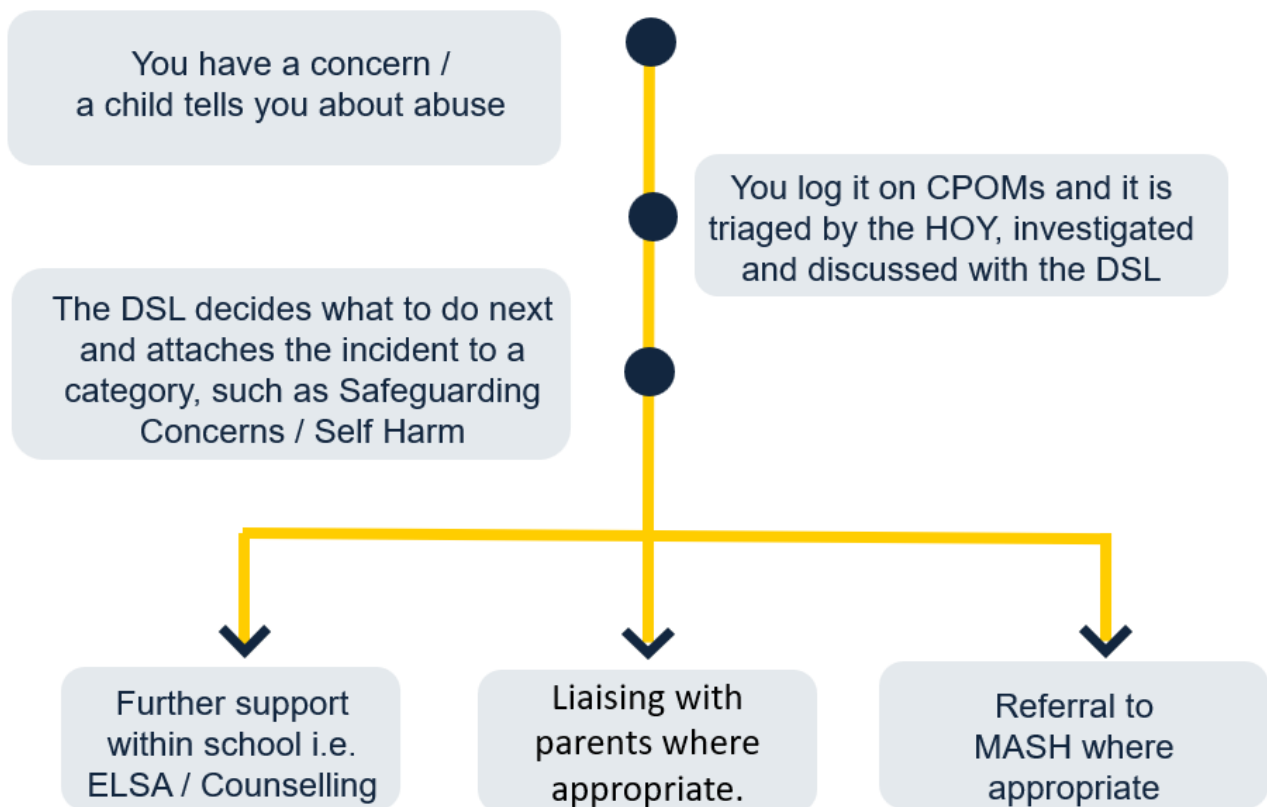 You have a concern /
a child tells you about abuse
You log it on CPOMs and it is
triaged by the HOY, investigated
and discussed with the DSL
The DSL decides what to do next
and attaches the incident to a
category, such as Safeguarding
Concerns / Self Harm
Further support
within school i.e.
ELSA / Counselling
Liaising with
parents where
appropriate.
Referral to
MASH where
appropriate